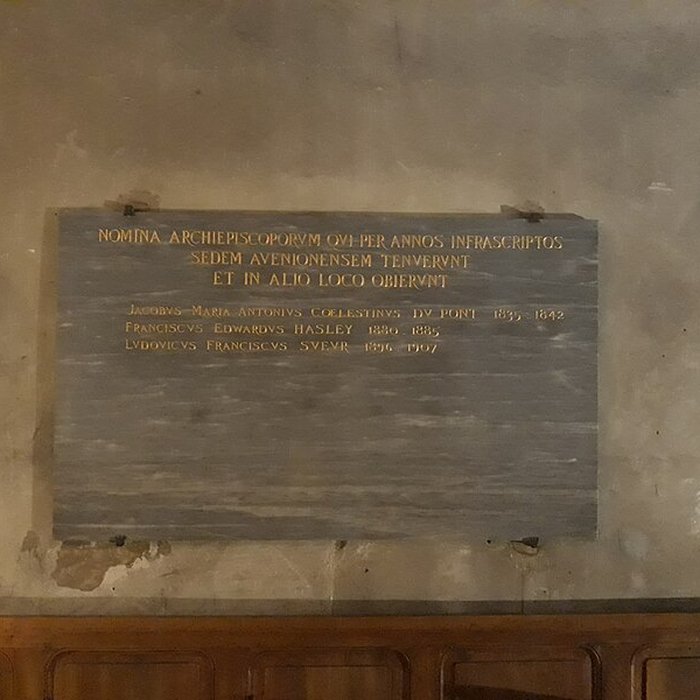 NOMINA ARCHIEPISCOPORVM QVI PER ANNOS INFRASCRIPTOS
SEDEM AVENIONENSEM TENVERVNT
ET IN ALIO LOCO OBIERVNT
JACOBVS MARIA ANTONIVS COELESTINVS DV PONT 1835 1842
FRANCISCVS EDWARDVS HASLEY 1880 1885
LVDOVICVS FRANCISCVS SVEVR 1896 1907